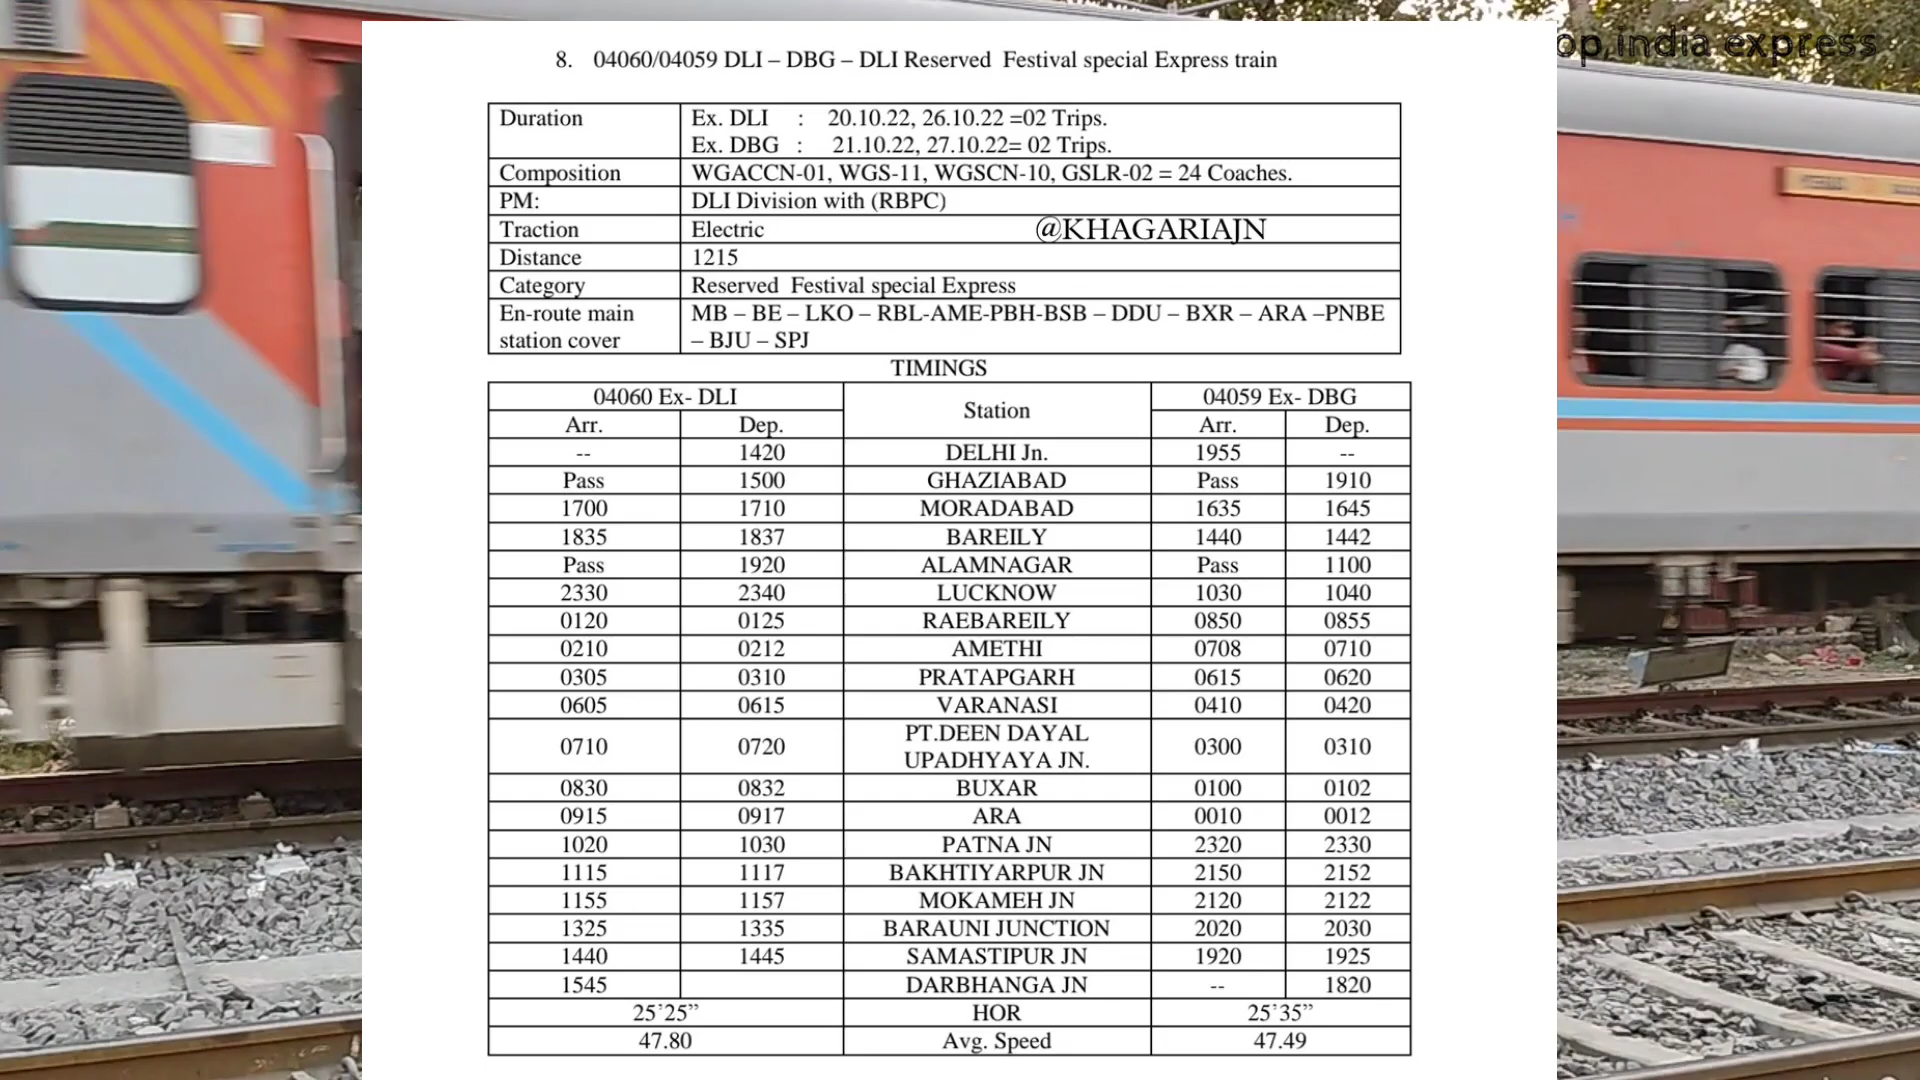 op india express
8. 04060/04059 DLI – DBG – DLI Reserved Festival special Express train
Duration Ex. DLI : 20.10.22, 26.10.22 =02 Trips.
Ex. DBG : 21.10.22, 27.10.22= 02 Trips.
Composition WGACCN-01, WGS-11, WGSCN-10, GSLR-02 = 24 Coaches.
PM: DLI Division with (RBPC)
Traction Electric @KHAGARIAJN
Distance 1215
Category Reserved Festival special Express
En-route main station cover MB – BE – LKO – RBL-AME-PBH-BSB – DDU – BXR – ARA –PNBE
– BJU – SPJ
TIMINGS
04060 Ex- DLI Station 04059 Ex- DBG
Arr. Dep. Arr. Dep.
-- 1420 DELHI Jn. 1955 --
Pass 1500 GHAZIABAD Pass 1910
1700 1710 MORADABAD 1635 1645
1835 1837 BAREILY 1440 1442
Pass 1920 ALAMNAGAR Pass 1100
2330 2340 LUCKNOW 1030 1040
0120 0125 RAEBAREILY 0850 0855
0210 0212 AMETHI 0708 0710
0305 0310 PRATAPGARH 0615 0620
0605 0615 VARANASI 0410 0420
0710 0720 PT.DEEN DAYAL UPADHYAYA JN. 0300 0310
0830 0832 BUXAR 0100 0102
0915 0917 ARA 0010 0012
1020 1030 PATNA JN 2320 2330
1115 1117 BAKHTIYARPUR JN 2150 2152
1155 1157 MOKAMEH JN 2120 2122
1325 1335 BARAUNI JUNCTION 2020 2030
1440 1445 SAMASTIPUR JN 1920 1925
1545 DARBHANGA JN -- 1820
25’25” HOR 25’35”
47.80 Avg. Speed 47.49